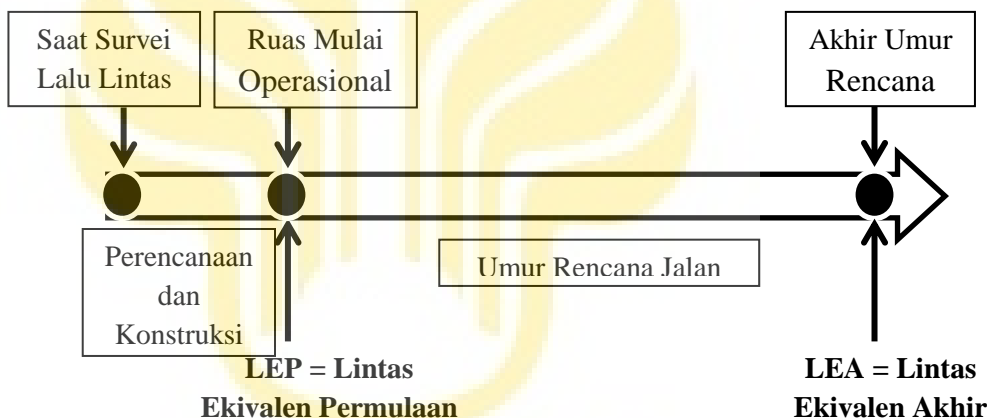 Saat Survei
Lalu Lintas
Ruas Mulai
Operasional
Akhir Umur
Rencana
Perencanaan
dan
Konstruksi
Umur Rencana Jalan
LEP = Lintas
Ekivalen Permulaan
LEA = Lintas
Ekivalen Akhir